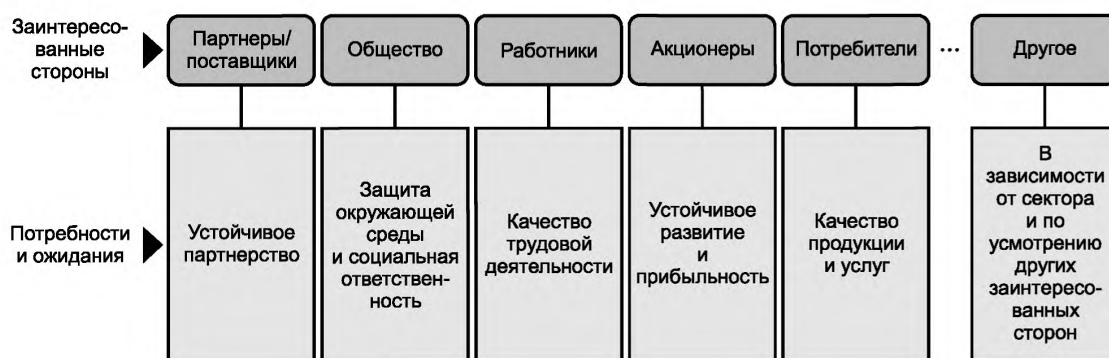 Заинтересо-
ванные
стороны
Партнеры/
поставщики
Общество
Работники
Акционеры
Потребители
...
Другое
Потребности
и ожидания
Устойчивое
партнерство
Защита
окружающей
среды
и социальная
ответствен-
ность
Качество
трудовой
деятельности
Устойчивое
развитие
и
прибыльность
Качество
продукции
и услуг
В
зависимости
от сектора
и по
усмотрению
других
заинтересо-
ванных
сторон